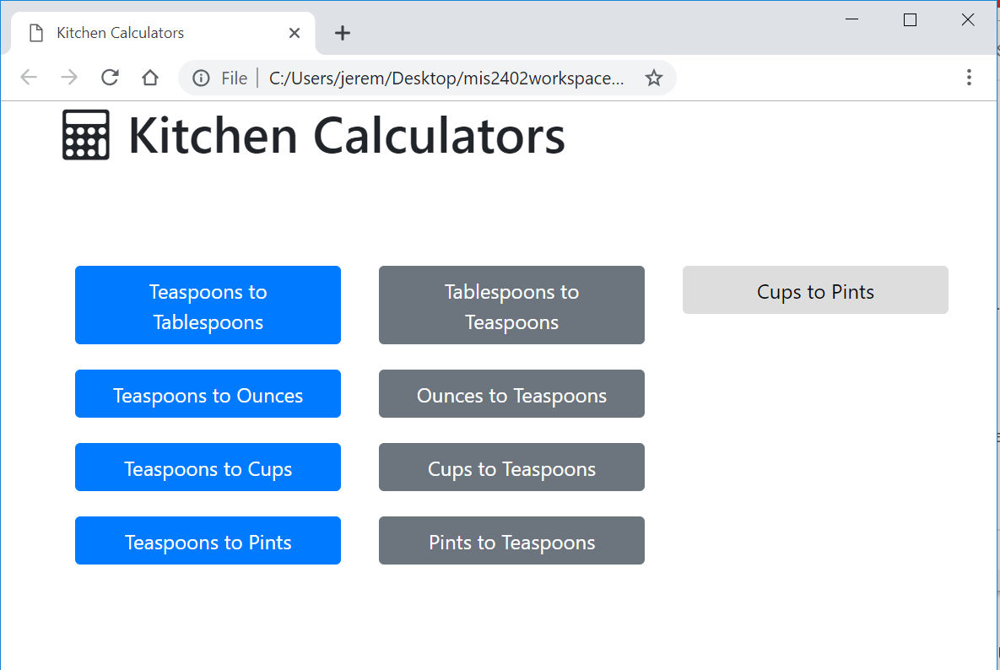 Kitchen Calculators
File C:/Users/jerem/Desktop/mis2402workspace...
Kitchen Calculators
Teaspoons to
Tablespoons
Tablespoons to
Teaspoons
Cups to Pints
Teaspoons to Ounces
Ounces to Teaspoons
Teaspoons to Cups
Cups to Teaspoons
Teaspoons to Pints
Pints to Teaspoons